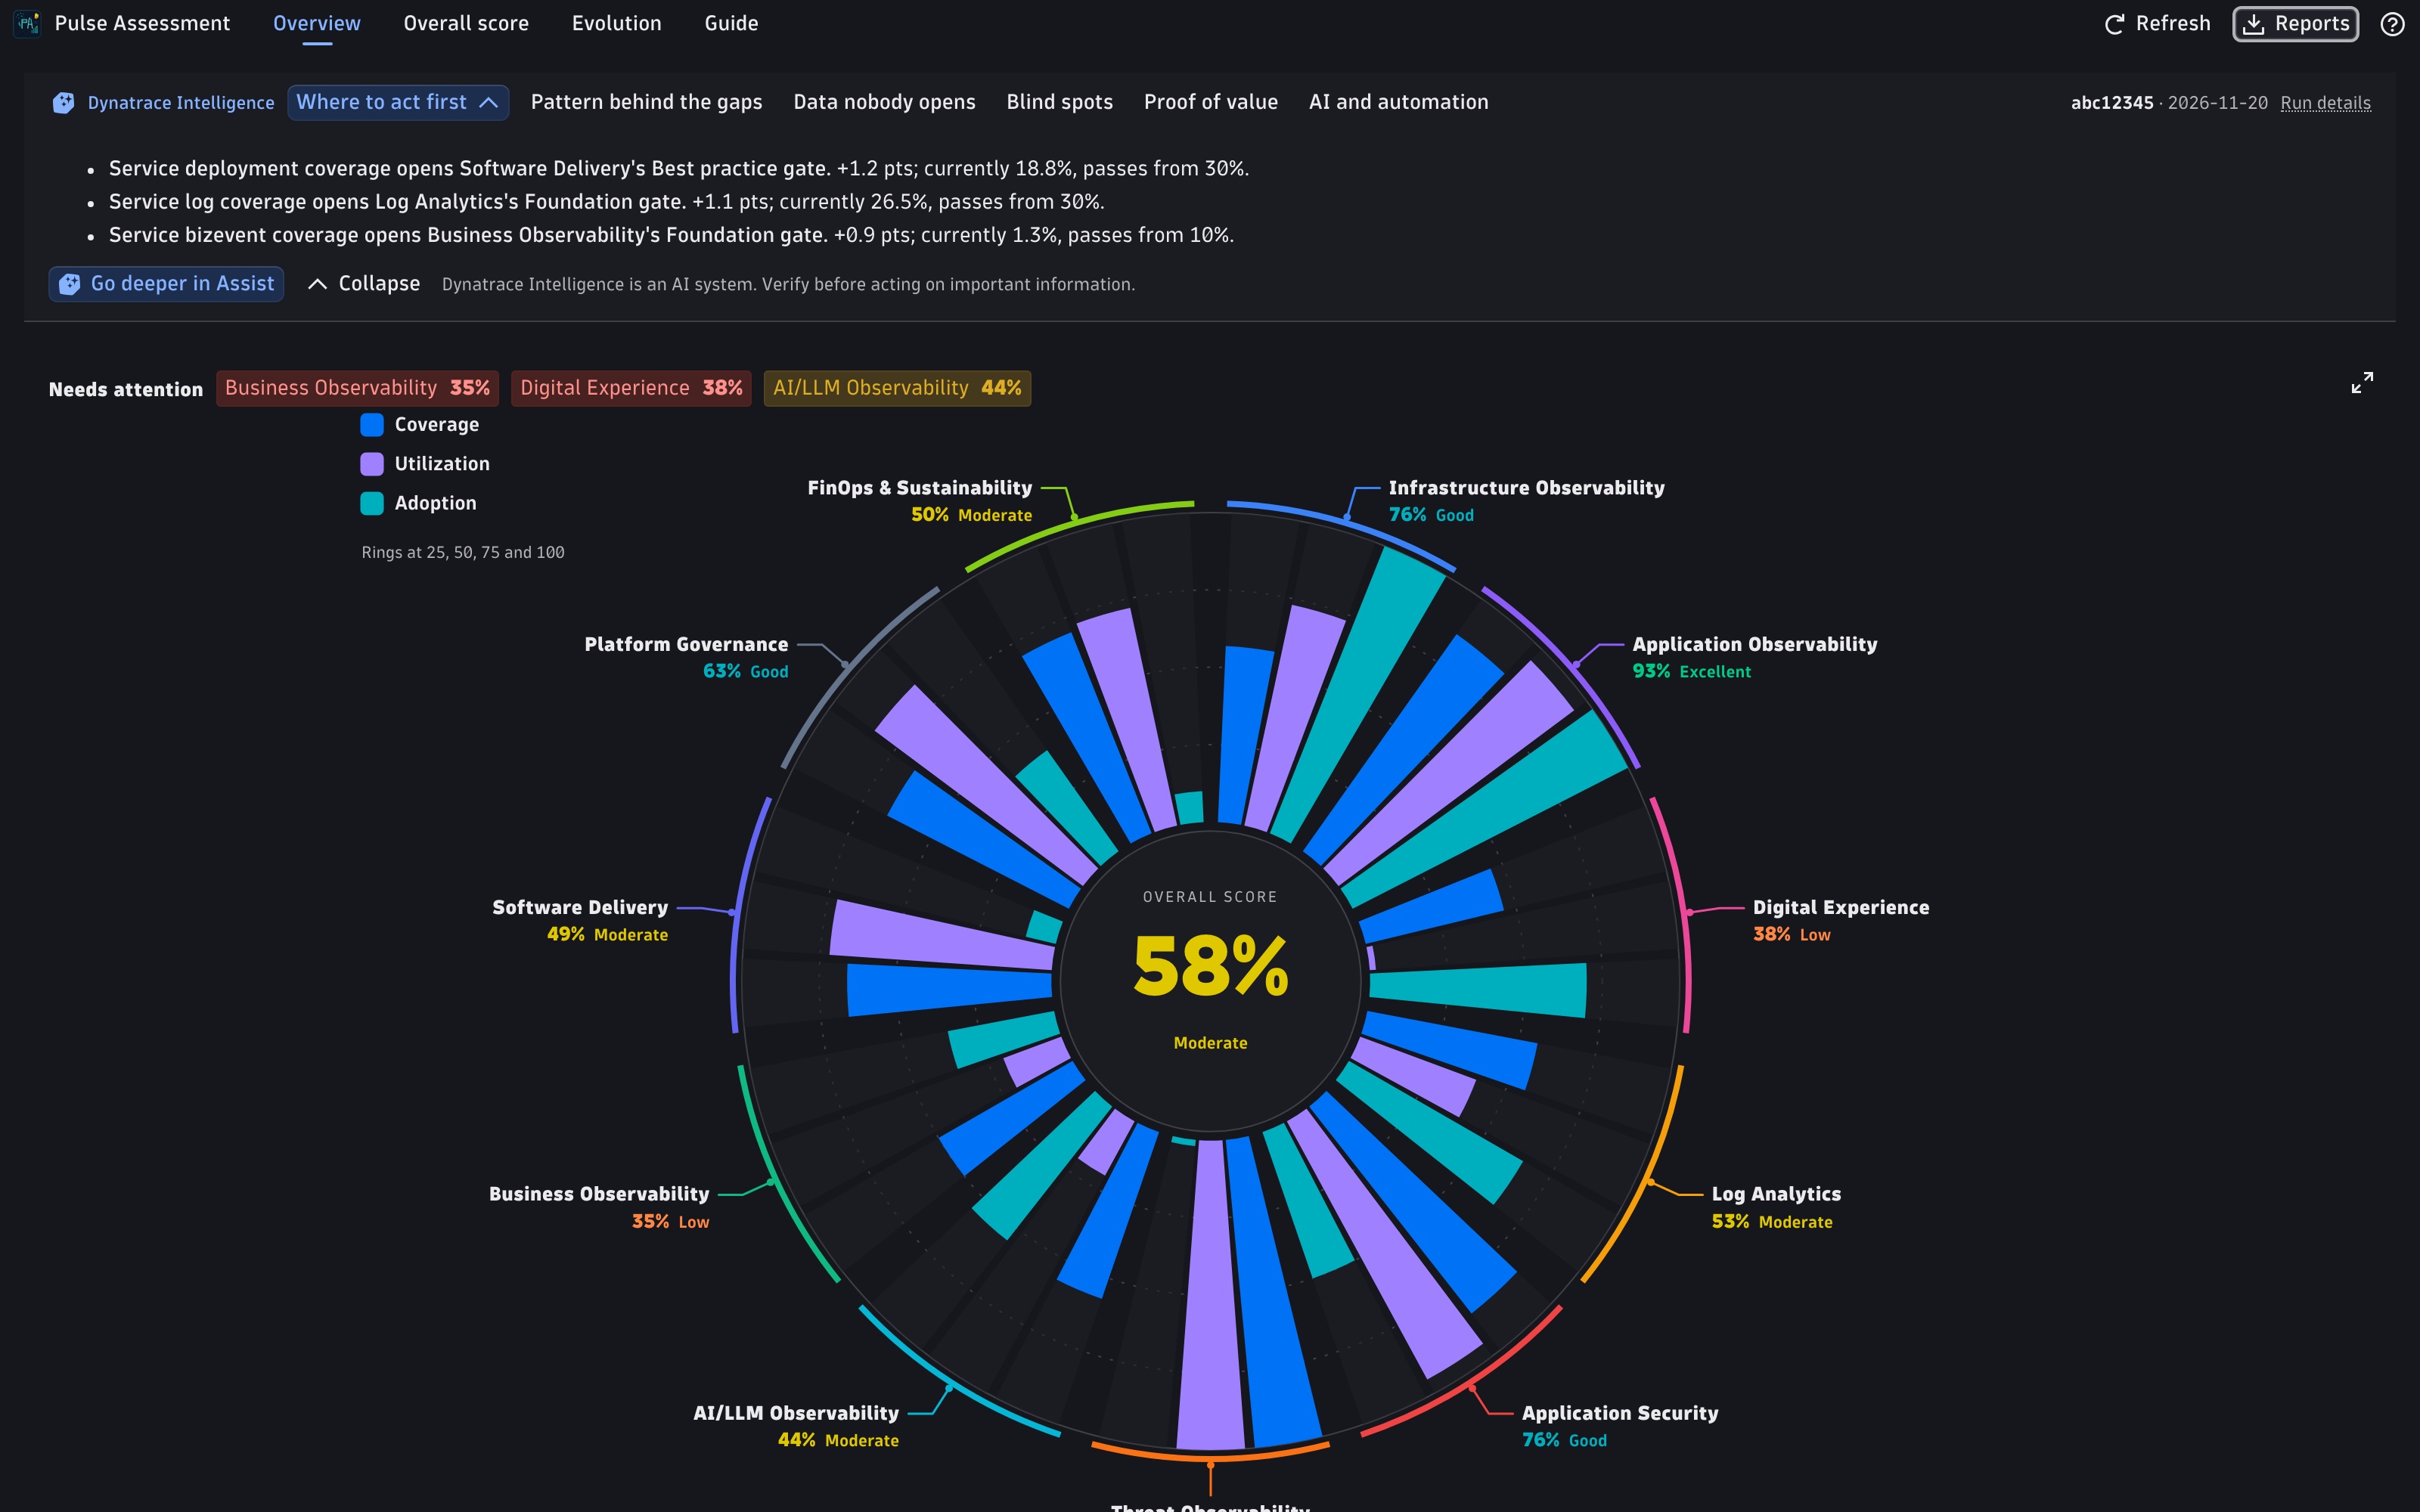 Pulse Assessment Overview Overall score Evolution Guide Refresh Reports
Dynatrace Intelligence Where to act first Pattern behind the gaps Data nobody opens Blind spots Proof of value AI and automation abc12345 · 2026-11-20 Run details
• Service deployment coverage opens Software Delivery's Best practice gate. +1.2 pts; currently 18.8%, passes from 30%.
• Service log coverage opens Log Analytics's Foundation gate. +1.1 pts; currently 26.5%, passes from 30%.
• Service bizevent coverage opens Business Observability's Foundation gate. +0.9 pts; currently 1.3%, passes from 10%.
Go deeper in Assist Collapse Dynatrace Intelligence is an AI system. Verify before acting on important information.
Needs attention Business Observability 35% Digital Experience 38% AI/LLM Observability 44%
Coverage
Utilization
Adoption
Rings at 25, 50, 75 and 100
FinOps & Sustainability
50% Moderate
Infrastructure Observability
76% Good
Platform Governance
63% Good
Application Observability
93% Excellent
Software Delivery
49% Moderate
OVERALL SCORE
58%
Moderate
Digital Experience
38% Low
Business Observability
35% Low
Log Analytics
53% Moderate
AI/LLM Observability
44% Moderate
Application Security
76% Good
Threat Observability